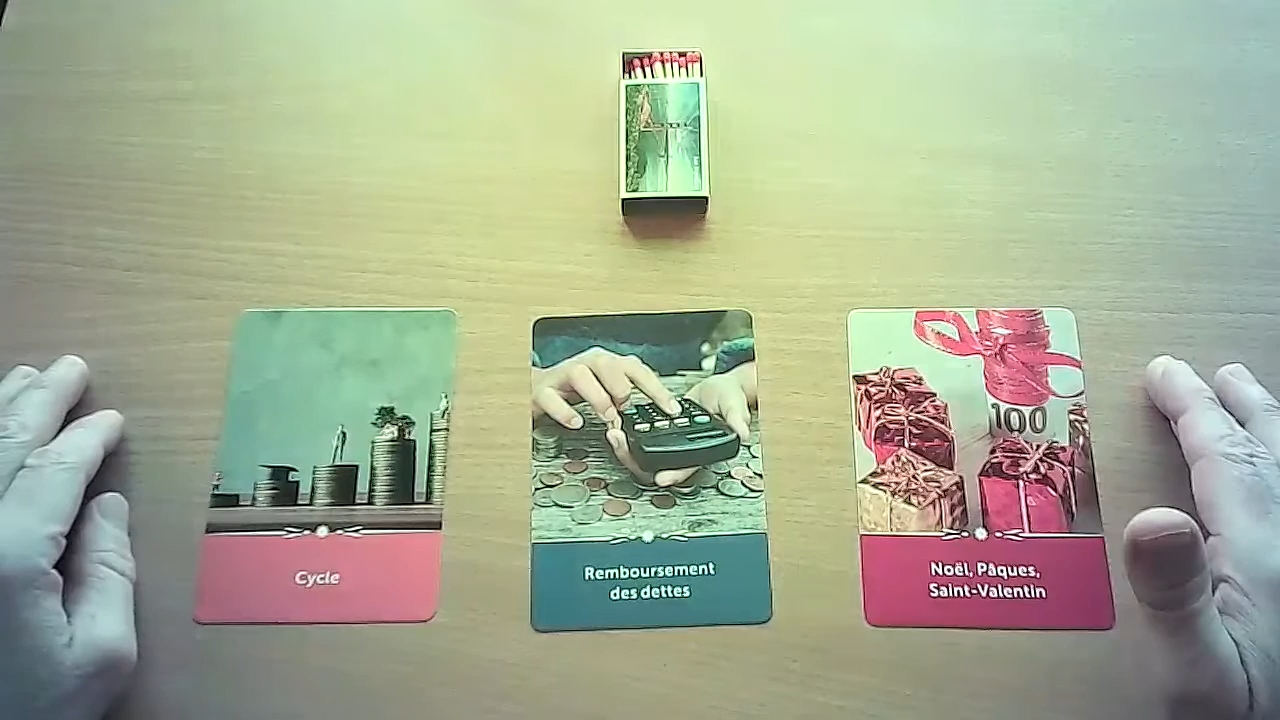 100
Cycle
Remboursement
des dettes
Noël, Pâques,
Saint-Valentin